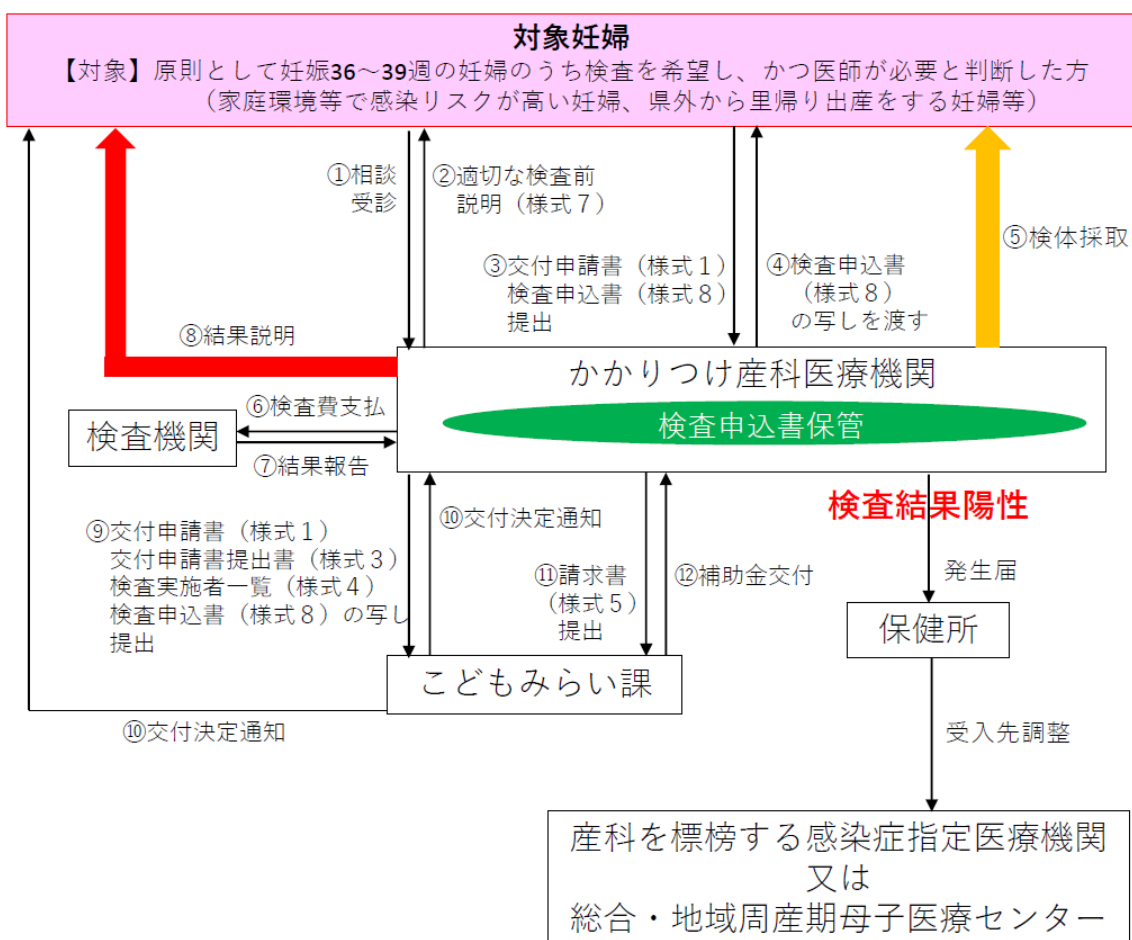 対象妊婦
【対象】原則として妊娠36～39週の妊婦のうち検査を希望し、かつ医師が必要と判断した方
（家庭環境等で感染リスクが高い妊婦、県外から里帰り出産をする妊婦等）
①相談
受診
②適切な検査前
説明（様式７）
③交付申請書（様式１）
検査申込書（様式８）
提出
④検査申込書
（様式８）
の写しを渡す
⑤検体採取
⑧結果説明
かかりつけ産科医療機関
検査申込書保管
⑥検査費支払
検査機関
⑦結果報告
検査結果陽性
⑨交付申請書（様式１）
交付申請書提出書（様式３）
検査実施者一覧（様式４）
検査申込書（様式８）の写し
提出
⑩交付決定通知
⑪請求書
（様式５）
提出
⑫補助金交付
発生届
保健所
こどもみらい課
⑩交付決定通知
受入先調整
産科を標榜する感染症指定医療機関
又は
総合・地域周産期母子医療センター